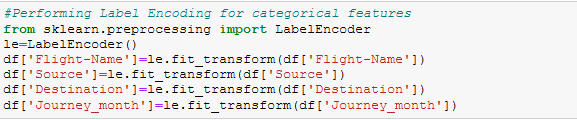 #Performing Label Encoding for categorical features
from sklearn.preprocessing import LabelEncoder
le=LabelEncoder()
df['Flight-Name']=le.fit_transform(df['Flight-Name'])
df['Source']=le.fit_transform(df['Source'])
df['Destination']=le.fit_transform(df['Destination'])
df['Journey_month']=le.fit_transform(df['Journey_month'])